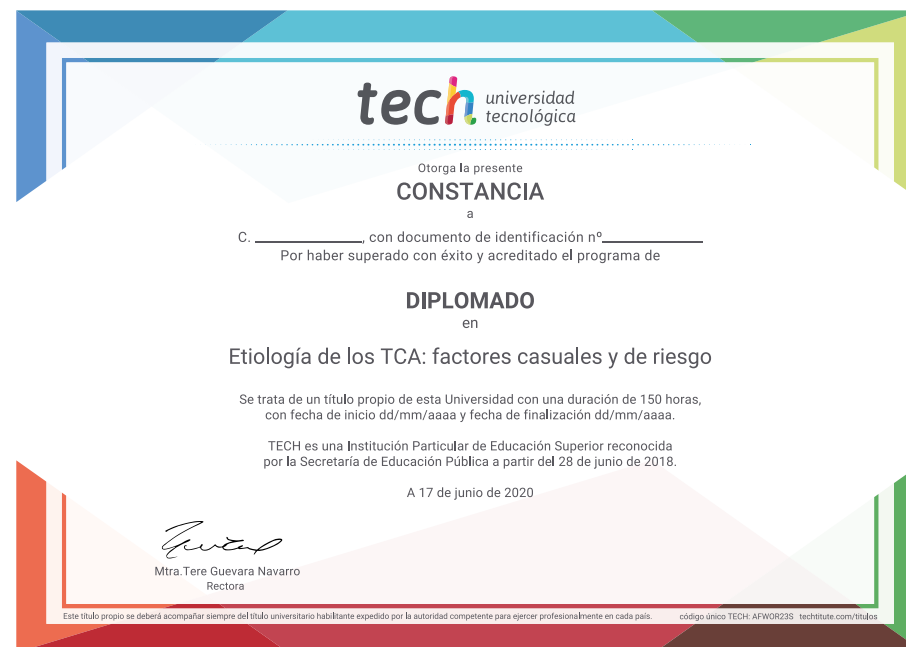 tech universidad
tecnológica
Otorga la presente
CONSTANCIA
a
C. ____________, con documento de identificación nº____________
Por haber superado con éxito y acreditado el programa de
DIPLOMADO
en
Etiología de los TCA: factores casuales y de riesgo
Se trata de un título propio de esta Universidad con una duración de 150 horas,
con fecha de inicio dd/mm/aaaa y fecha de finalización dd/mm/aaaa.
TECH es una Institución Particular de Educación Superior reconocida
por la Secretaría de Educación Pública a partir del 28 de junio de 2018.
A 17 de junio de 2020
Mtra.Tere Guevara Navarro
Rectora
Este título propio se deberá acompañar siempre del título universitario habilitante expedido por la autoridad competente para ejercer profesionalmente en cada país. código único TECH: AFWOR23S techtitute.com/titulos